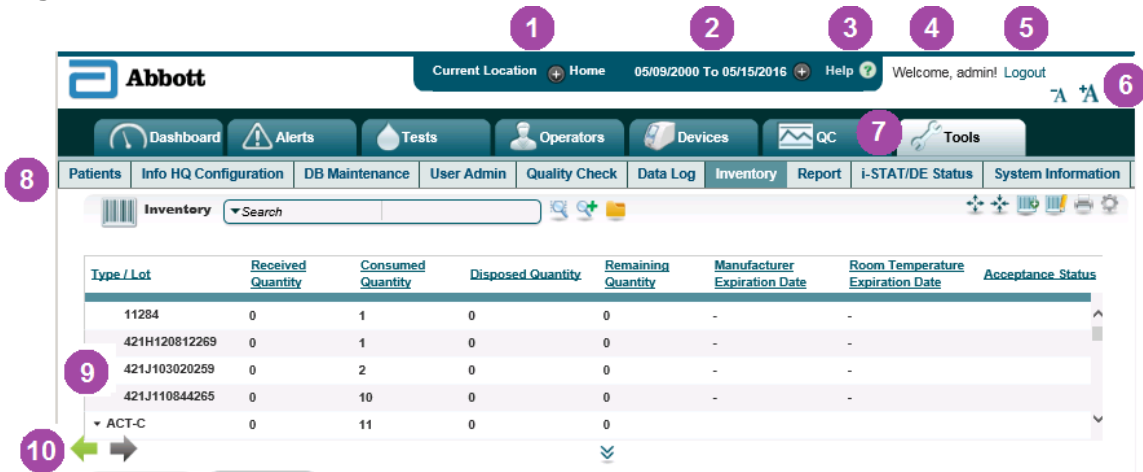 1 2 3 4 5
Abbott
Current Location Home 05/09/2000 To 05/15/2016 Help ? Welcome, admin! Logout
-A +A 6
Dashboard Alerts Tests Operators Devices QC 7 Tools
8 Patients Info HQ Configuration DB Maintenance User Admin Quality Check Data Log Inventory Report i-STAT/DE Status System Information
Inventory Search
Type / Lot Received Quantity Consumed Quantity Disposed Quantity Remaining Quantity Manufacturer Expiration Date Room Temperature Expiration Date Acceptance Status
11284 0 1 0 0 - -
421H120812269 0 1 0 0 - -
9 421J103020259 0 2 0 0 - -
421J110844265 0 10 0 0 - -
ACT-C 0 11 0 0
10